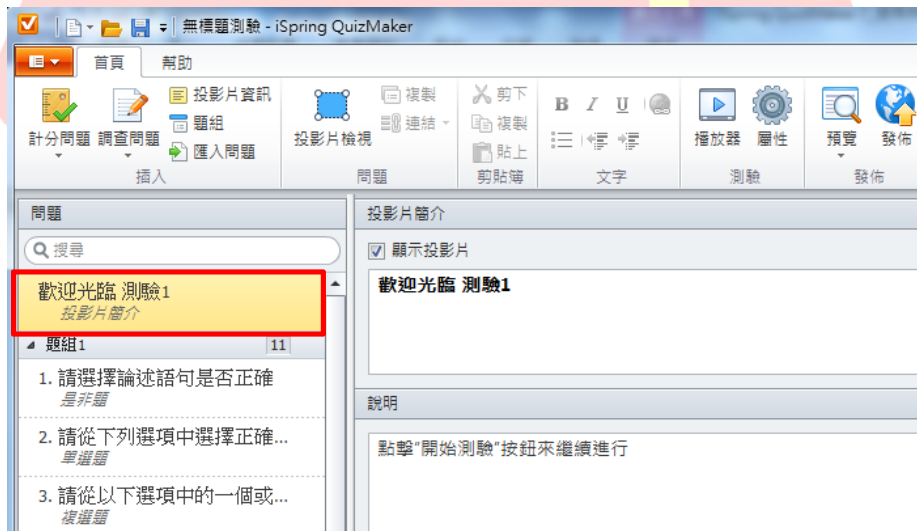 無標題測驗 - iSpring QuizMaker
首頁 幫助
計分問題 調查問題 投影片資訊 題組 匯入問題
插入
投影片檢視 複製 連結
問題
剪下 複製 貼上
剪貼簿
B I U
文字
播放器 屬性
測驗
預覽 發佈
發佈
問題
搜尋
歡迎光臨 測驗1
投影片簡介
題組1 11
1. 請選擇論述語句是否正確
是非題
2. 請從下列選項中選擇正確...
單選題
3. 請從以下選項中的一個或...
複選題
投影片簡介
顯示投影片
歡迎光臨 測驗1
說明
點擊"開始測驗"按鈕來繼續進行